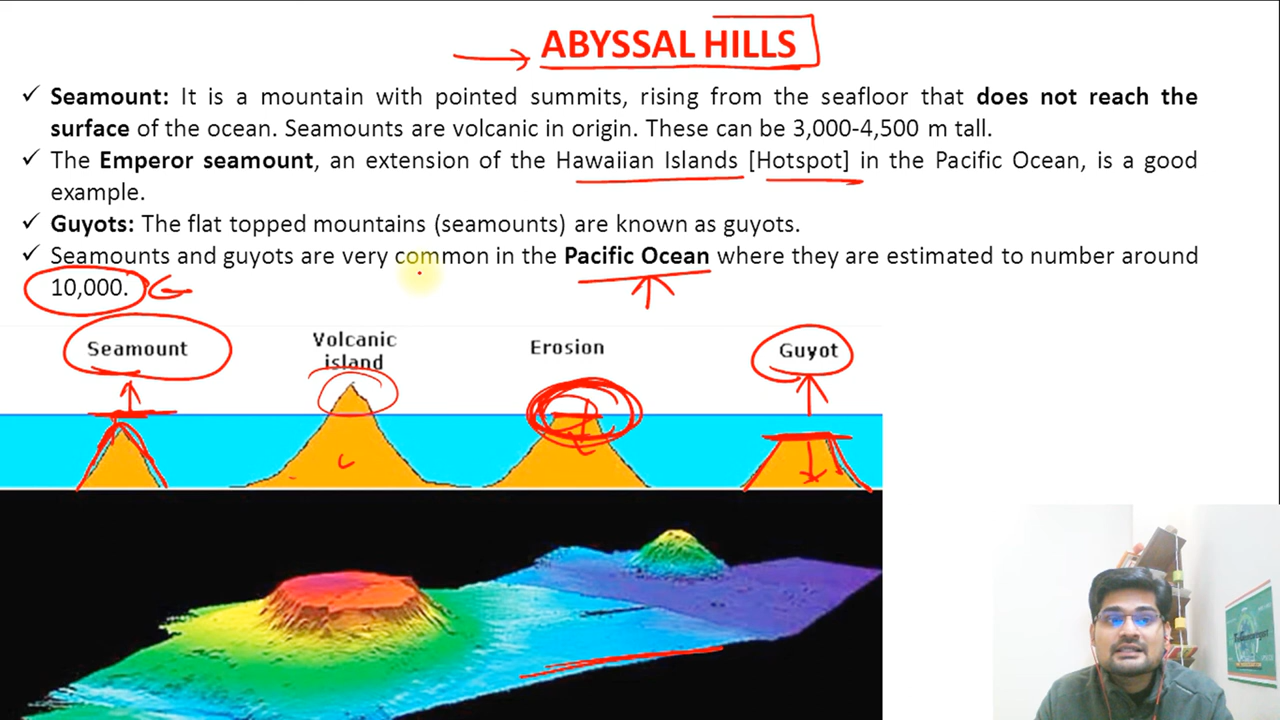 ABYSSAL HILLS
✓ Seamount: It is a mountain with pointed summits, rising from the seafloor that does not reach the
surface of the ocean. Seamounts are volcanic in origin. These can be 3,000-4,500 m tall.
✓ The Emperor seamount, an extension of the Hawaiian Islands [Hotspot] in the Pacific Ocean, is a good
example.
✓ Guyots: The flat topped mountains (seamounts) are known as guyots.
✓ Seamounts and guyots are very common in the Pacific Ocean where they are estimated to number around
10,000.
Seamount
Volcanic
island
Erosion
Guyot